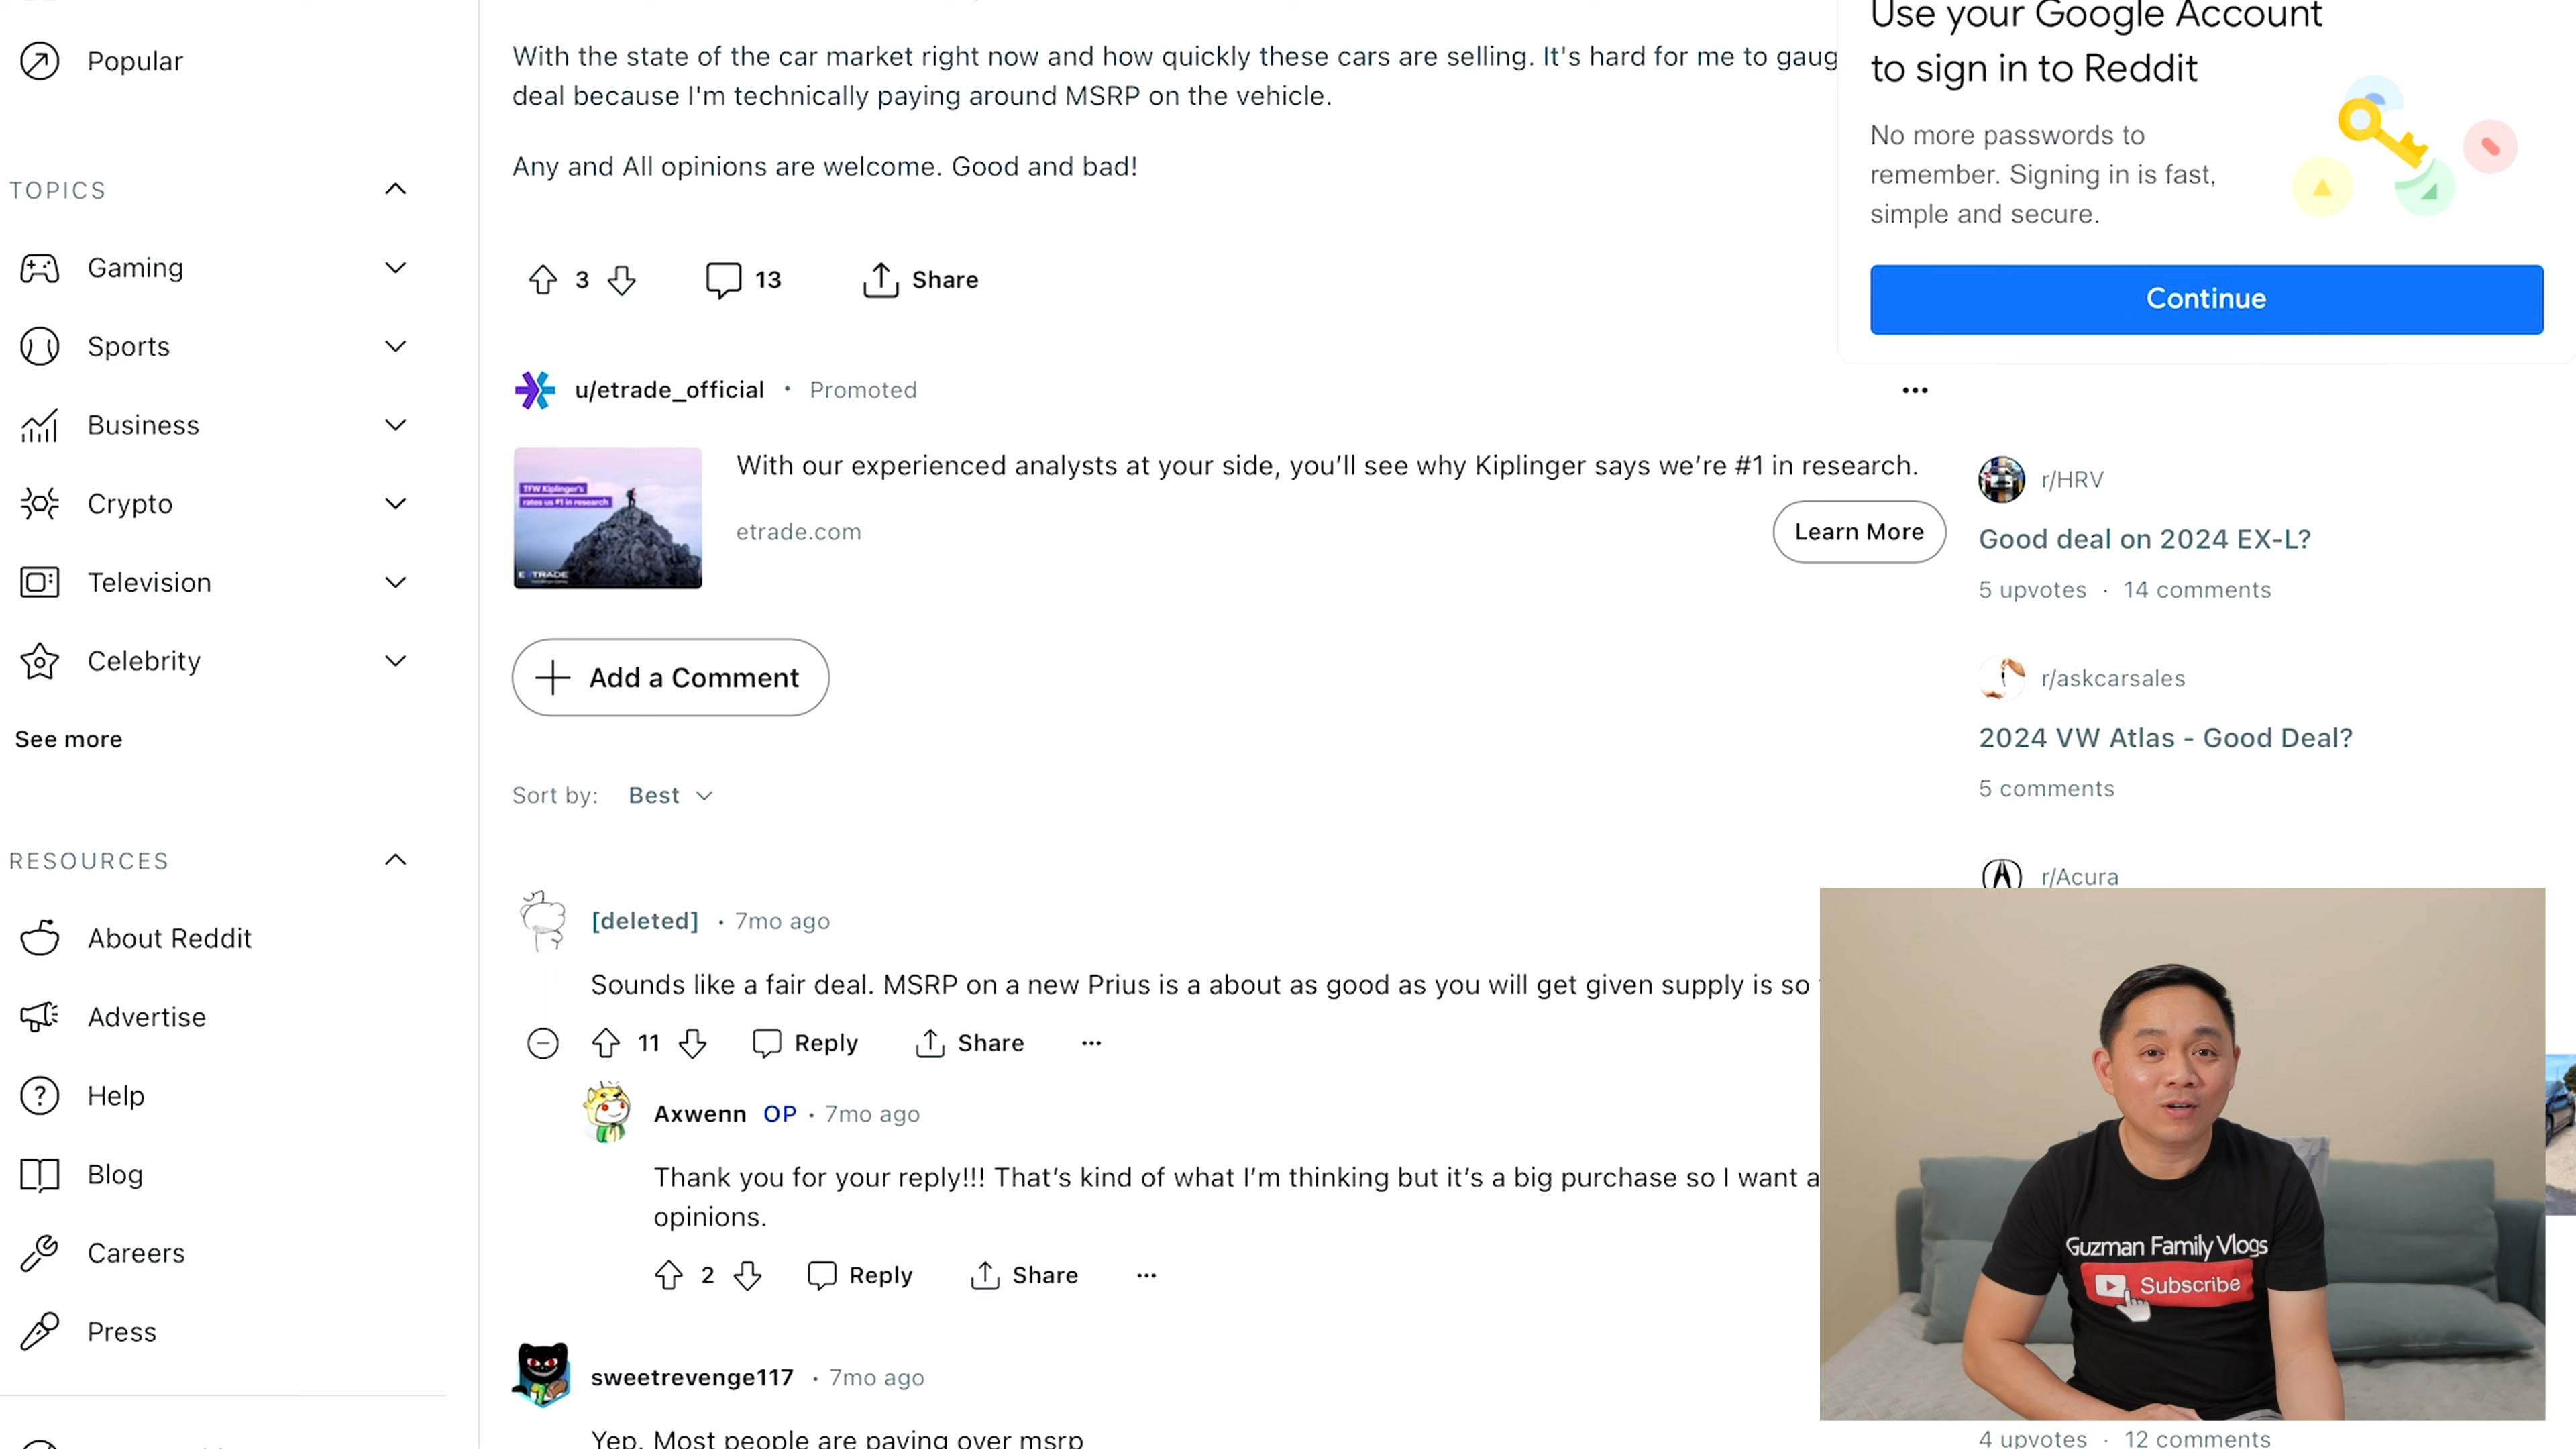 Popular
TOPICS
Gaming
Sports
Business
Crypto
Television
Celebrity
See more
RESOURCES
About Reddit
Advertise
Help
Blog
Careers
Press
With the state of the car market right now and how quickly these cars are selling. It's hard for me to gaug
deal because I'm technically paying around MSRP on the vehicle.
Any and All opinions are welcome. Good and bad!
3
13
Share
u/etrade_official • Promoted
TFW Kiplinger's
rates us #1 in research
E*TRADE
With our experienced analysts at your side, you'll see why Kiplinger says we're #1 in research.
etrade.com
Learn More
Add a Comment
Sort by: Best
[deleted] • 7mo ago
Sounds like a fair deal. MSRP on a new Prius is a about as good as you will get given supply is so
11
Reply
Share
Axwenn OP • 7mo ago
Thank you for your reply!!! That's kind of what I'm thinking but it's a big purchase so I want a
opinions.
2
Reply
Share
sweetrevenge117 • 7mo ago
Yep. Most people are paying over msrp
Use your Google Account
to sign in to Reddit
No more passwords to
remember. Signing in is fast,
simple and secure.
Continue
r/HRV
Good deal on 2024 EX-L?
5 upvotes · 14 comments
r/askcarsales
2024 VW Atlas - Good Deal?
5 comments
r/Acura
Guzman Family Vlogs
Subscribe
4 upvotes · 12 comments